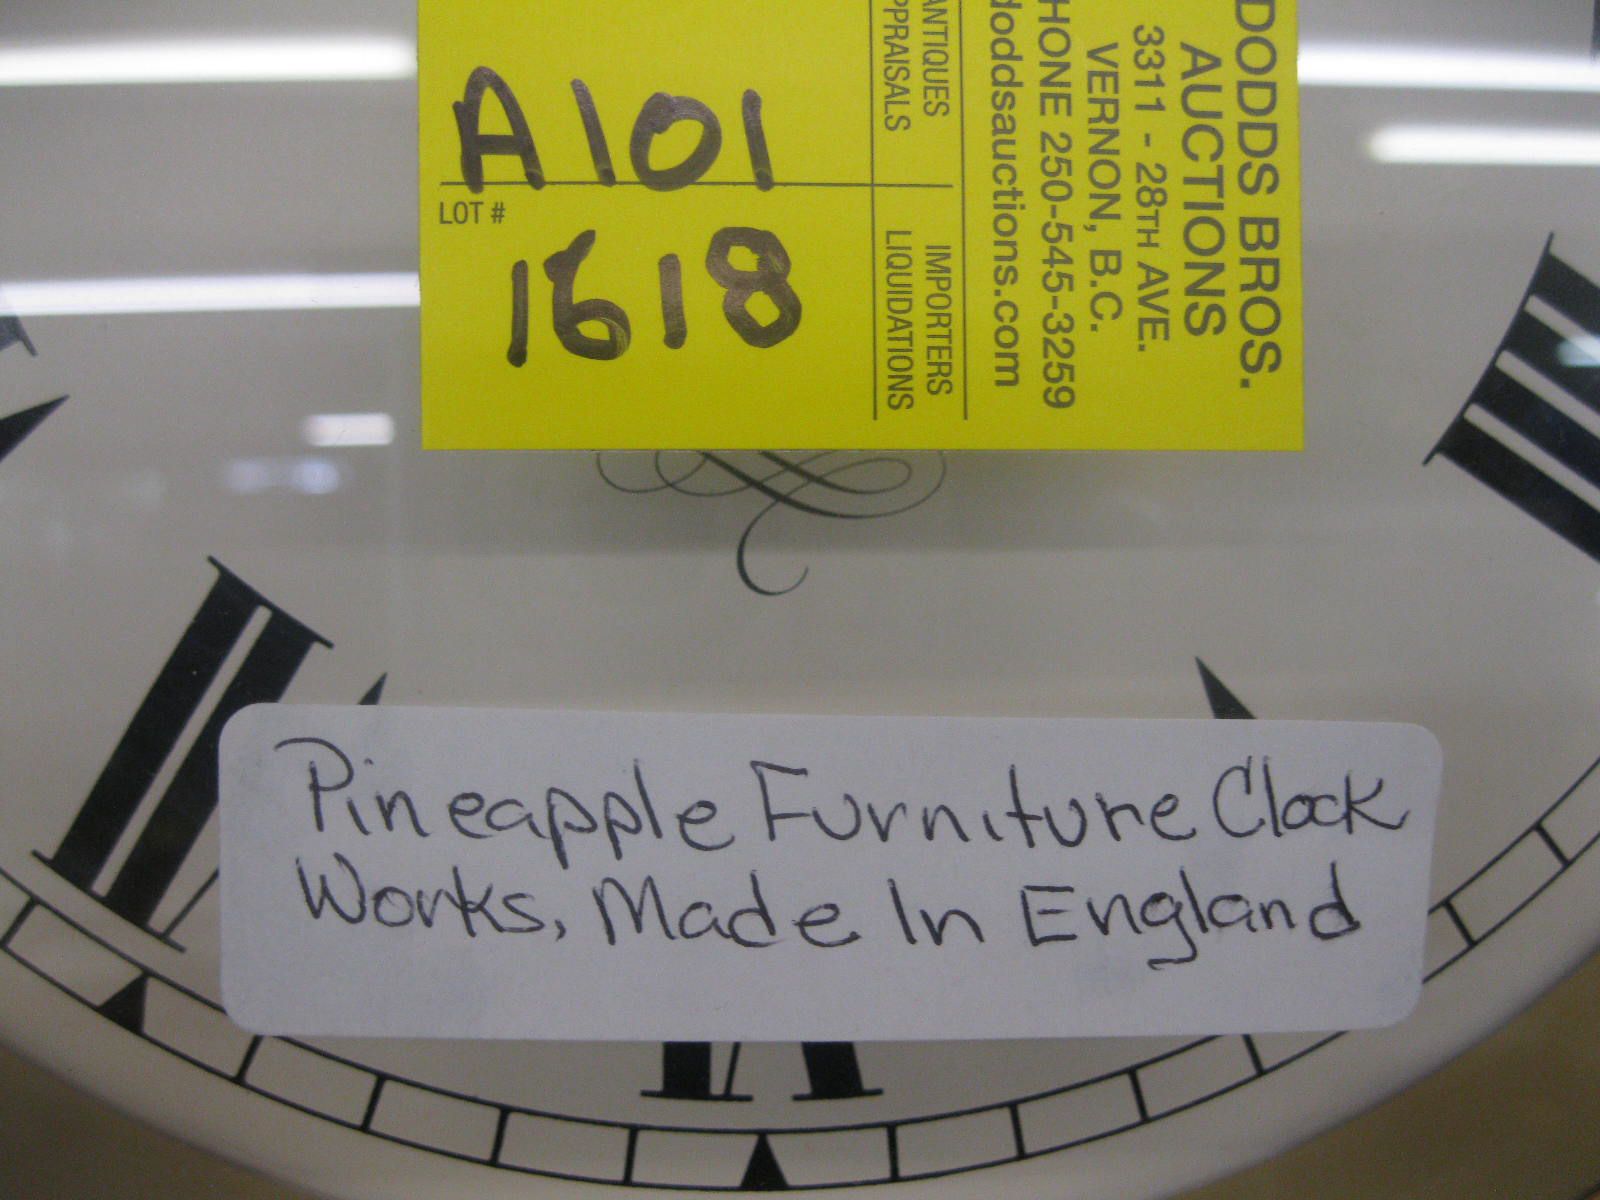 A101
LOT #
1618
DODDS BROS.
AUCTIONS
3311 - 28TH AVE.
VERNON, B.C.
HONE 250-545-3259
doddsauctions.com
ANTIQUES IMPORTERS
PPRAISALS LIQUIDATIONS
Pineapple Furniture Clock
Works, Made In England